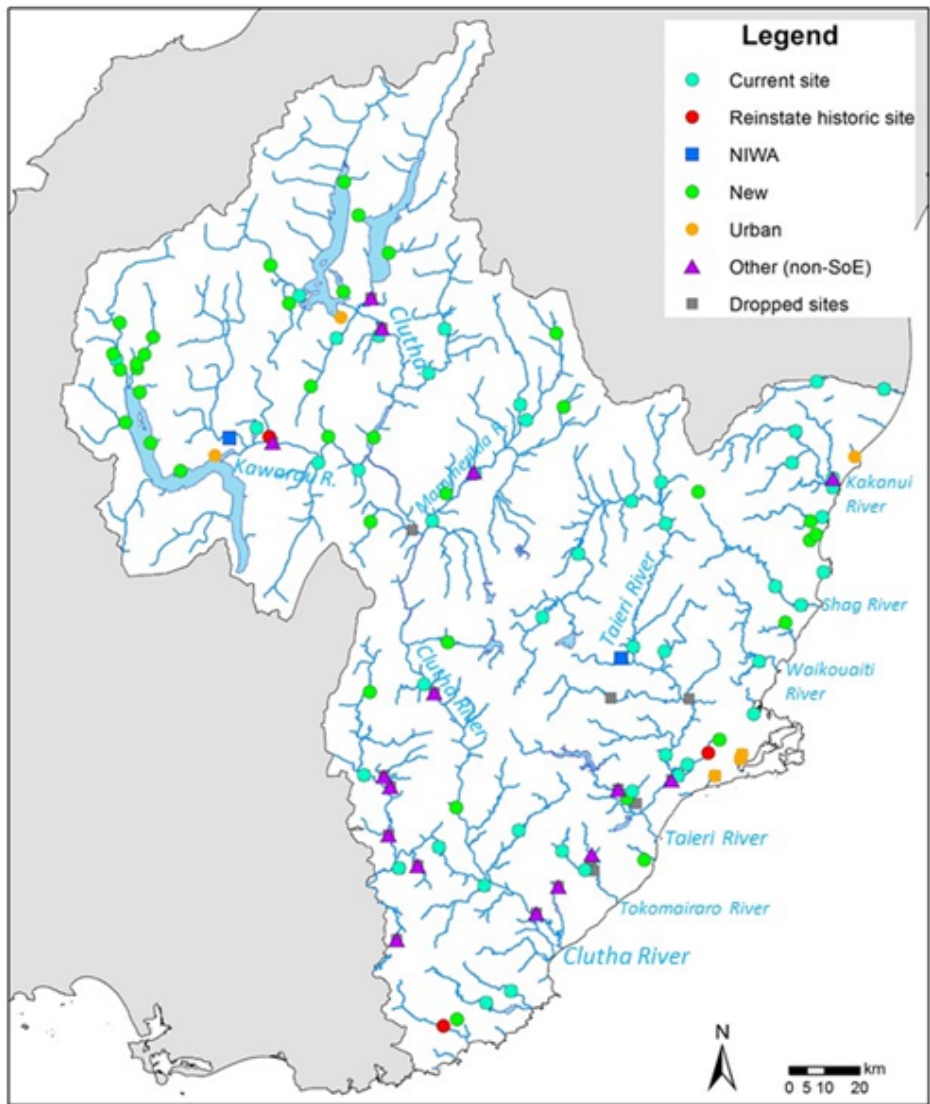 Legend
Current site
Reinstate historic site
NIWA
New
Urban
Other (non-SoE)
Dropped sites
Clutha
Kawarau R.
Manuherikia R.
Kakanui
River
Taieri River
Shag River
Clutha River
Waikouaiti
River
Taieri River
Tokomairaro River
Clutha River
N
km
0 5 10 20